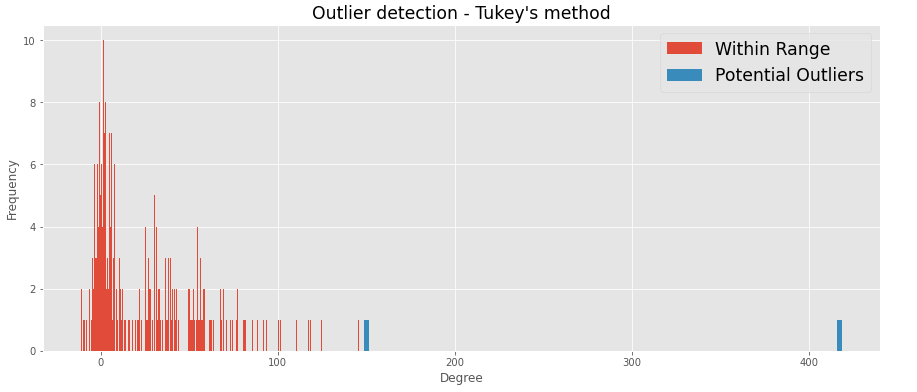 Outlier detection - Tukey's method
Within Range
Potential Outliers
Frequency
10
8
6
4
2
0
0
100
200
300
400
Degree